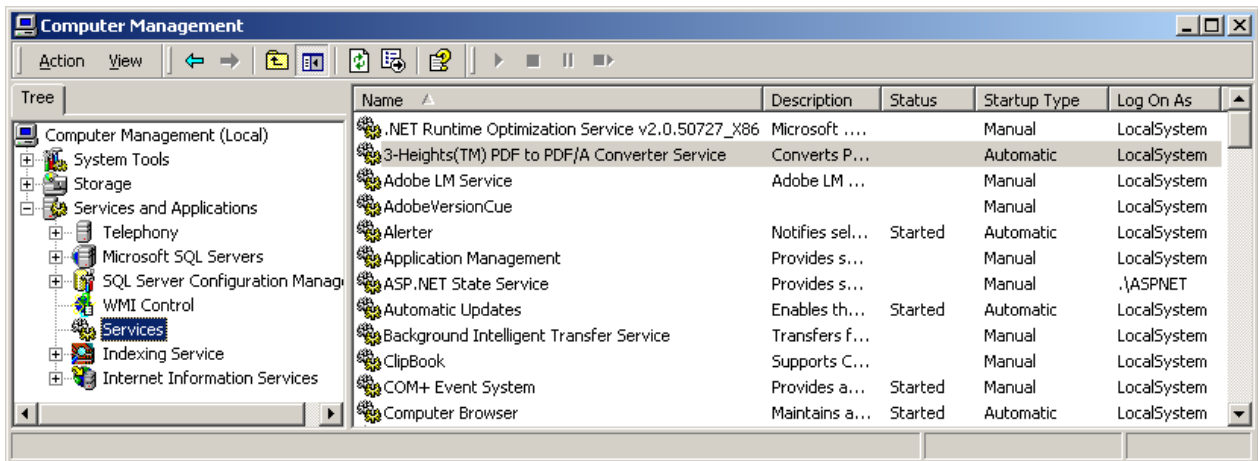 Computer Management
Action View
Tree
Computer Management (Local)
System Tools
Storage
Services and Applications
Telephony
Microsoft SQL Servers
SQL Server Configuration Manag
WMI Control
Services
Indexing Service
Internet Information Services
Name Description Status Startup Type Log On As
.NET Runtime Optimization Service v2.0.50727_X86 Microsoft .... Manual LocalSystem
3-Heights(TM) PDF to PDF/A Converter Service Converts P... Automatic LocalSystem
Adobe LM Service Adobe LM ... Manual LocalSystem
AdobeVersionCue Manual LocalSystem
Alerter Notifies sel... Started Automatic LocalSystem
Application Management Provides s... Manual LocalSystem
ASP.NET State Service Provides s... Manual .\ASPNET
Automatic Updates Enables th... Started Automatic LocalSystem
Background Intelligent Transfer Service Transfers f... Manual LocalSystem
ClipBook Supports C... Manual LocalSystem
COM+ Event System Provides a... Started Manual LocalSystem
Computer Browser Maintains a... Started Automatic LocalSystem